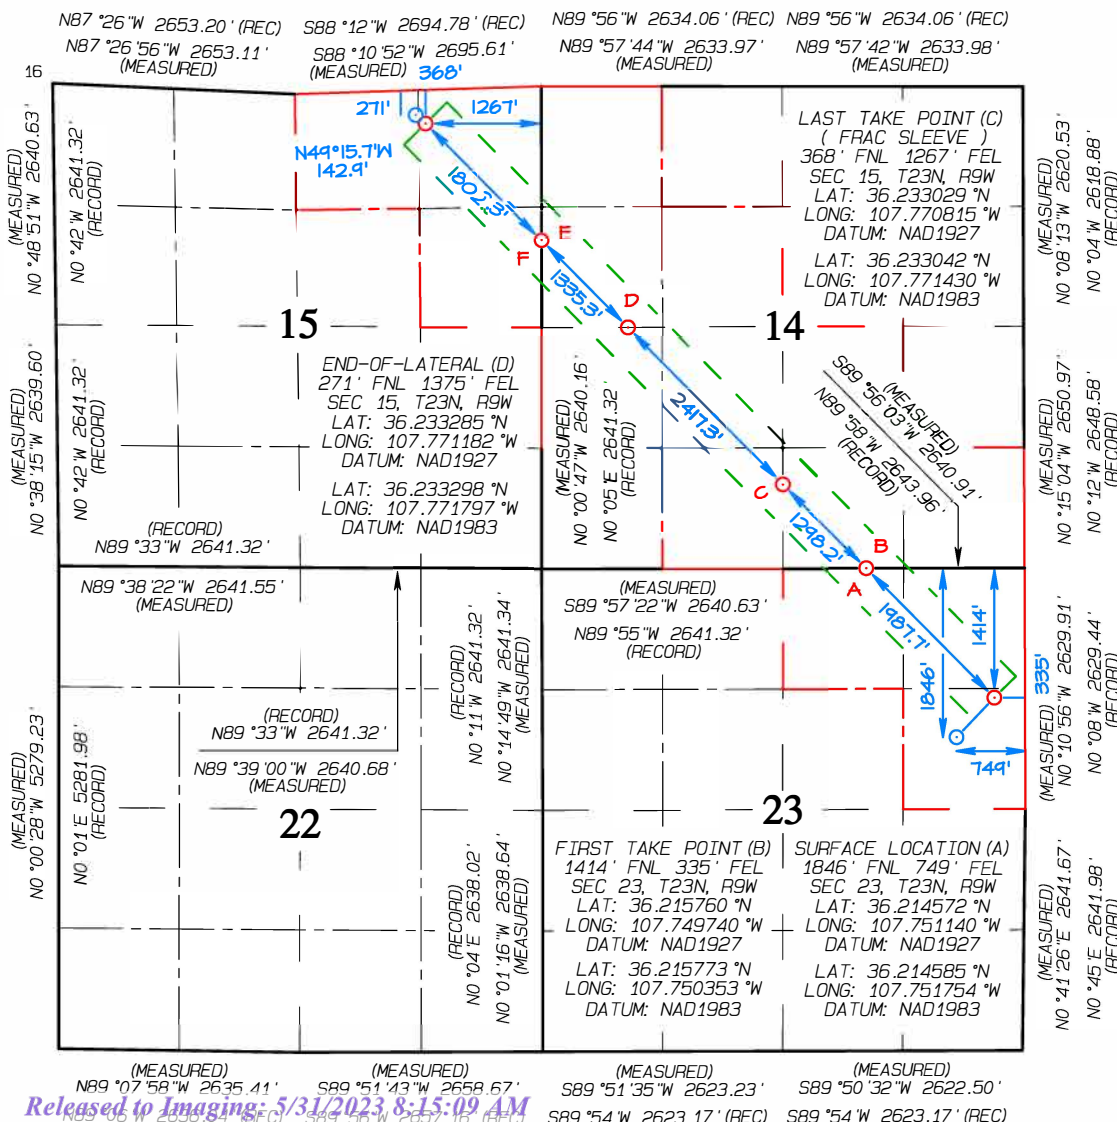 N87°26"W 2653.20' (REC)
N87°26'56"W 2653.11'
(MEASURED)
S88°12"W 2694.78' (REC)
S88°10'52"W 2695.61'
(MEASURED)
N89°56"W 2634.06' (REC)
N89°57'44"W 2633.97'
(MEASURED)
N89°56"W 2634.06' (REC)
N89°57'42"W 2633.98'
(MEASURED)
16
368'
271'
1267'
N49°15.7'W
142.9'
1802.3'
E
F
1335.3'
D
2417.3'
C
1298.2'
B
A
1987.7'
1414'
1846'
335'
749'
LAST TAKE POINT (C)
( FRAC SLEEVE )
368' FNL 1267' FEL
SEC 15, T23N, R9W
LAT: 36.233029°N
LONG: 107.770815°W
DATUM: NAD1927
LAT: 36.233042°N
LONG: 107.771430°W
DATUM: NAD1983
(MEASURED)
N0°48'51"W 2640.63'
N0°42"W 2641.32'
(RECORD)
(MEASURED)
N0°08'13"W 2620.53'
N0°04"W 2618.88'
(RECORD)
15
14
END-OF-LATERAL (D)
271' FNL 1375' FEL
SEC 15, T23N, R9W
LAT: 36.233285°N
LONG: 107.771182°W
DATUM: NAD1927
LAT: 36.233298°N
LONG: 107.771797°W
DATUM: NAD1983
(MEASURED)
N0°38'15"W 2639.60'
N0°42"W 2641.32'
(RECORD)
(MEASURED)
N0°00'47"W 2640.16'
N0°05'E 2641.32'
(RECORD)
(MEASURED)
S89°56'03"W 2640.91'
N89°58"W 2643.96'
(RECORD)
(MEASURED)
N0°15'04"W 2650.97'
N0°12"W 2648.58'
(RECORD)
(RECORD)
N89°33"W 2641.32'
N89°38'22"W 2641.55'
(MEASURED)
(MEASURED)
S89°57'22"W 2640.63'
N89°55"W 2641.32'
(RECORD)
(RECORD)
N0°11"W 2641.32'
N0°14'49"W 2641.34'
(MEASURED)
(MEASURED)
N0°10'56"W 2629.91'
N0°08"W 2629.44'
(RECORD)
(RECORD)
N89°33"W 2641.32'
N89°39'00"W 2640.68'
(MEASURED)
(MEASURED)
N0°00'28"W 5279.23'
N0°01'E 5281.98'
(RECORD)
22
23
FIRST TAKE POINT (B)
1414' FNL 335' FEL
SEC 23, T23N, R9W
LAT: 36.215760°N
LONG: 107.749740°W
DATUM: NAD1927
LAT: 36.215773°N
LONG: 107.750353°W
DATUM: NAD1983
SURFACE LOCATION (A)
1846' FNL 749' FEL
SEC 23, T23N, R9W
LAT: 36.214572°N
LONG: 107.751140°W
DATUM: NAD1927
LAT: 36.214585°N
LONG: 107.751754°W
DATUM: NAD1983
(RECORD)
N0°04'E 2638.02'
N0°01'16"W 2638.64'
(MEASURED)
(MEASURED)
N0°41'26"E 2641.67'
N0°45'E 2641.98'
(RECORD)
(MEASURED)
N89°07'58"W 2635.41'
(MEASURED)
S89°51'43"W 2658.67'
(MEASURED)
S89°51'35"W 2623.23'
S89°54'W 2623.17' (REC)
(MEASURED)
S89°50'32"W 2622.50'
S89°54'W 2623.17' (REC)
Released to Imaging: 5/31/2023 8:15:09 AM